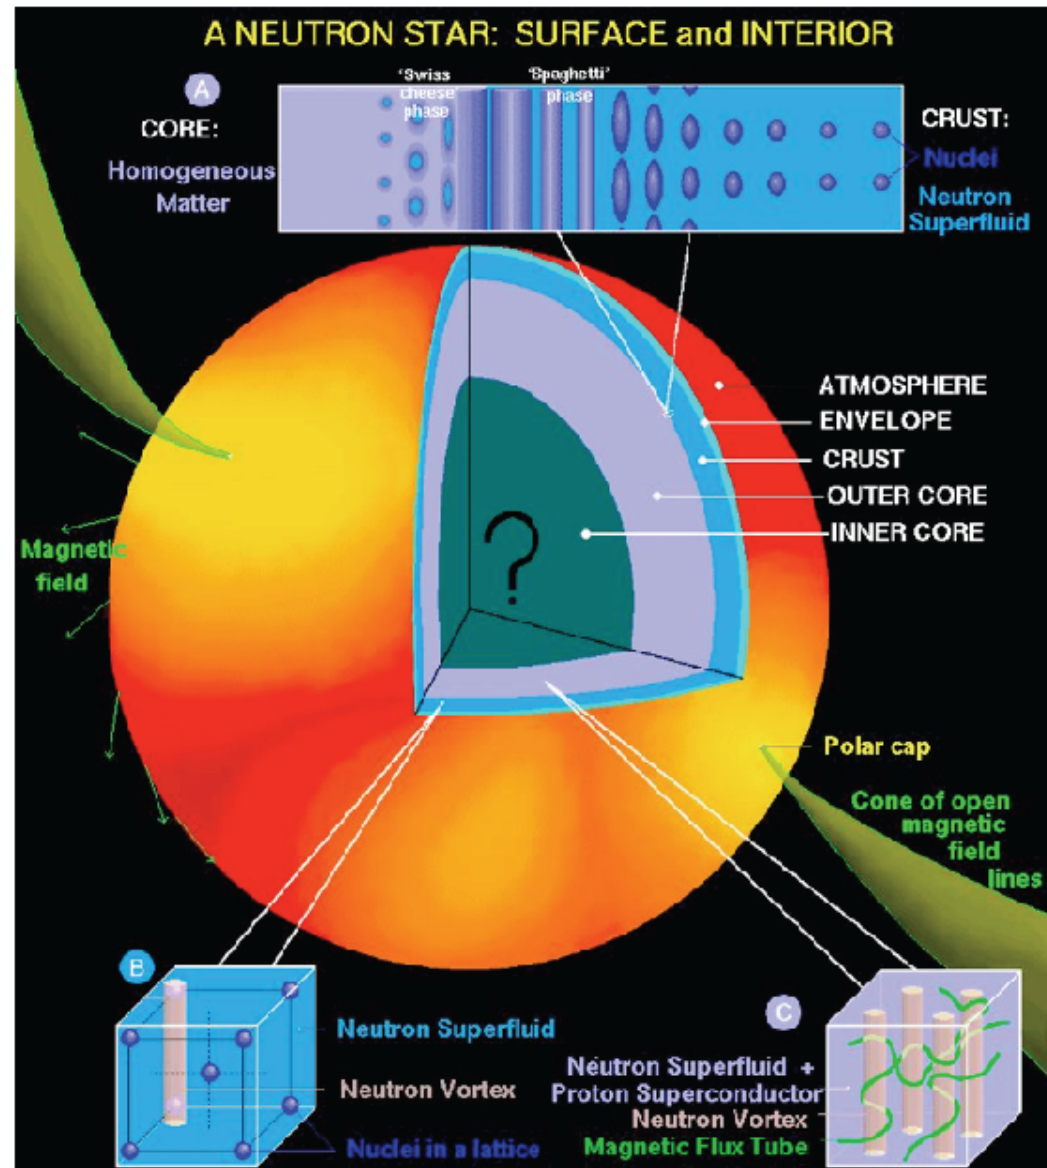 A NEUTRON STAR: SURFACE and INTERIOR
A
'Swiss
cheese'
phase
'Spaghetti'
phase
CORE:
Homogeneous
Matter
CRUST:
Nuclei
Neutron
Superfluid
ATMOSPHERE
ENVELOPE
CRUST
OUTER CORE
INNER CORE
?
Magnetic
field
Polar cap
Cone of open
magnetic
field
lines
B
Neutron Superfluid
Neutron Vortex
Nuclei in a lattice
C
Neutron Superfluid +
Proton Superconductor
Neutron Vortex
Magnetic Flux Tube